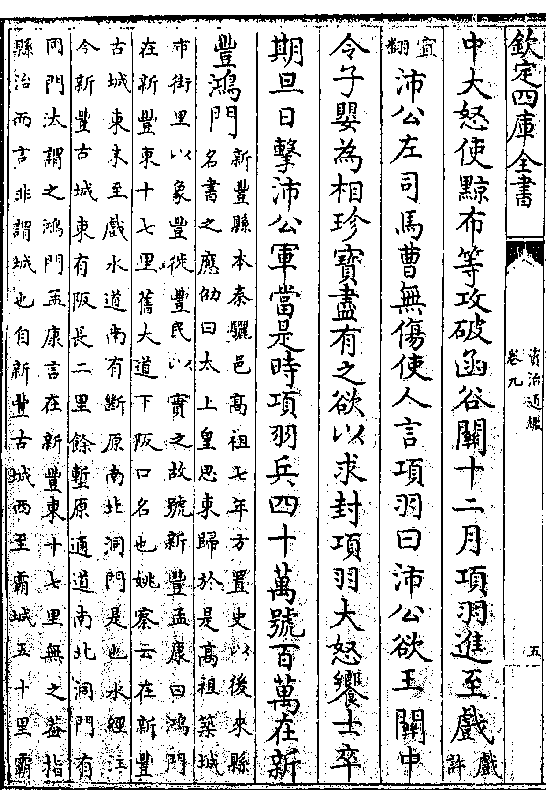 欽定四庫全書
資治通鑑
卷九
五
中大怒使黥布等攻破函谷關十二月項羽進至戲戲許
宜翻沛公左司馬曹無傷使人言項羽曰沛公欲王關中
令子嬰為相珍寶盡有之欲以求封項羽大怒饗士卒
期旦日擊沛公軍當是時項羽兵四十萬號百萬在新
豐鴻門
新豐縣本秦驪邑高祖七年方置史以後來縣
名書之應劭曰太上皇思東歸於是高祖築城
市街里以象豐徙豐民以實之故號新豐孟康曰鴻門
在新豐東十七里舊大道下阪口名也姚察云在新豐
古城東未至戲水道南有斷原南北洞門是也水經注
今新豐古城東有阪長二里餘塹原通道南北洞門有
同門汰謂之鴻門孟康言在新豐東十七里無之蓋指
縣治而言非謂城也自新豐古城西至霸城五十里霸